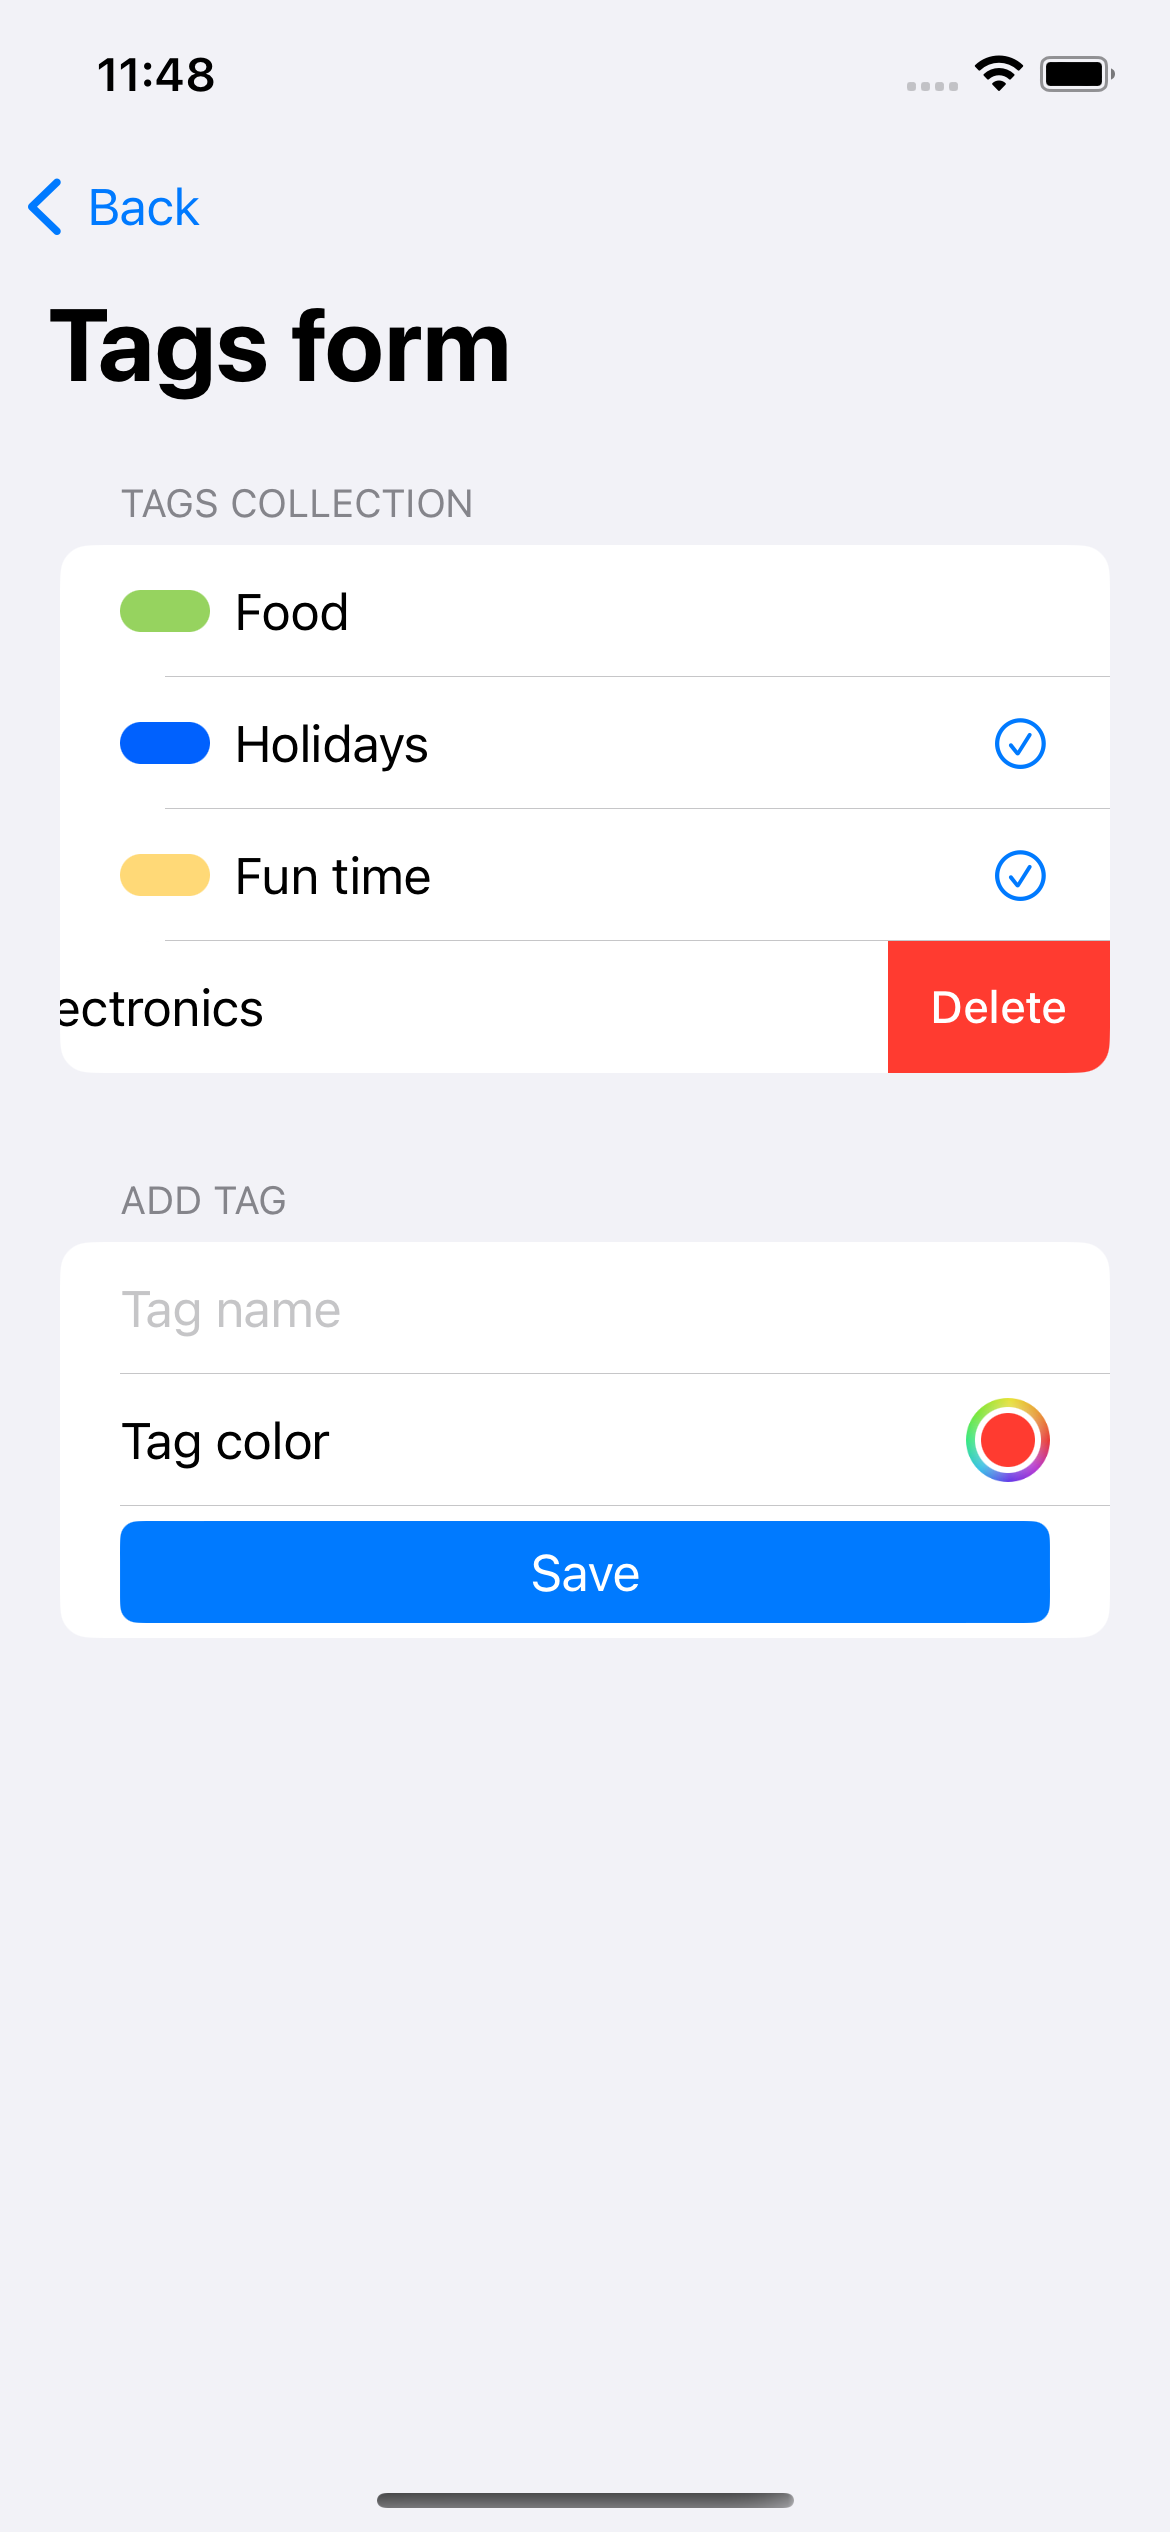 11:48
Back
Tags form
TAGS COLLECTION
Food
Holidays
Fun time
ectronics
Delete
ADD TAG
Tag name
Tag color
Save